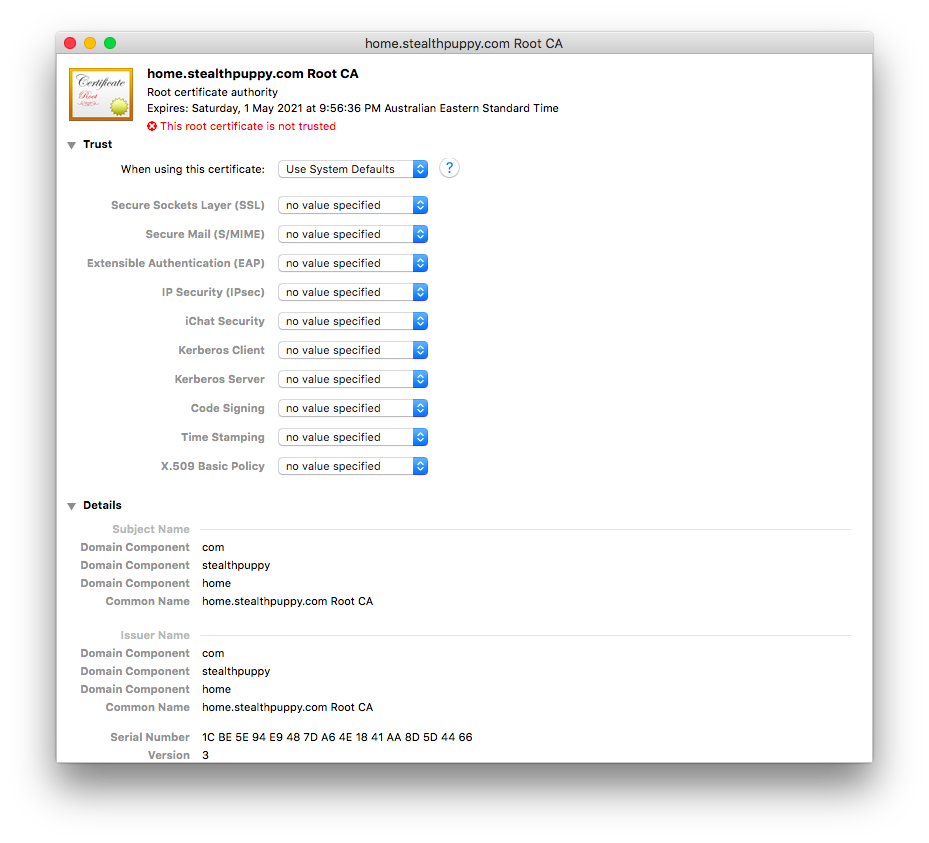 home.stealthpuppy.com Root CA
Certificate
Root
home.stealthpuppy.com Root CA
Root certificate authority
Expires: Saturday, 1 May 2021 at 9:56:36 PM Australian Eastern Standard Time
This root certificate is not trusted
Trust
When using this certificate: Use System Defaults ?
Secure Sockets Layer (SSL) no value specified
Secure Mail (S/MIME) no value specified
Extensible Authentication (EAP) no value specified
IP Security (IPsec) no value specified
iChat Security no value specified
Kerberos Client no value specified
Kerberos Server no value specified
Code Signing no value specified
Time Stamping no value specified
X.509 Basic Policy no value specified
Details
Subject Name
Domain Component com
Domain Component stealthpuppy
Domain Component home
Common Name home.stealthpuppy.com Root CA
Issuer Name
Domain Component com
Domain Component stealthpuppy
Domain Component home
Common Name home.stealthpuppy.com Root CA
Serial Number 1C BE 5E 94 E9 48 7D A6 4E 18 41 AA 8D 5D 44 66
Version 3